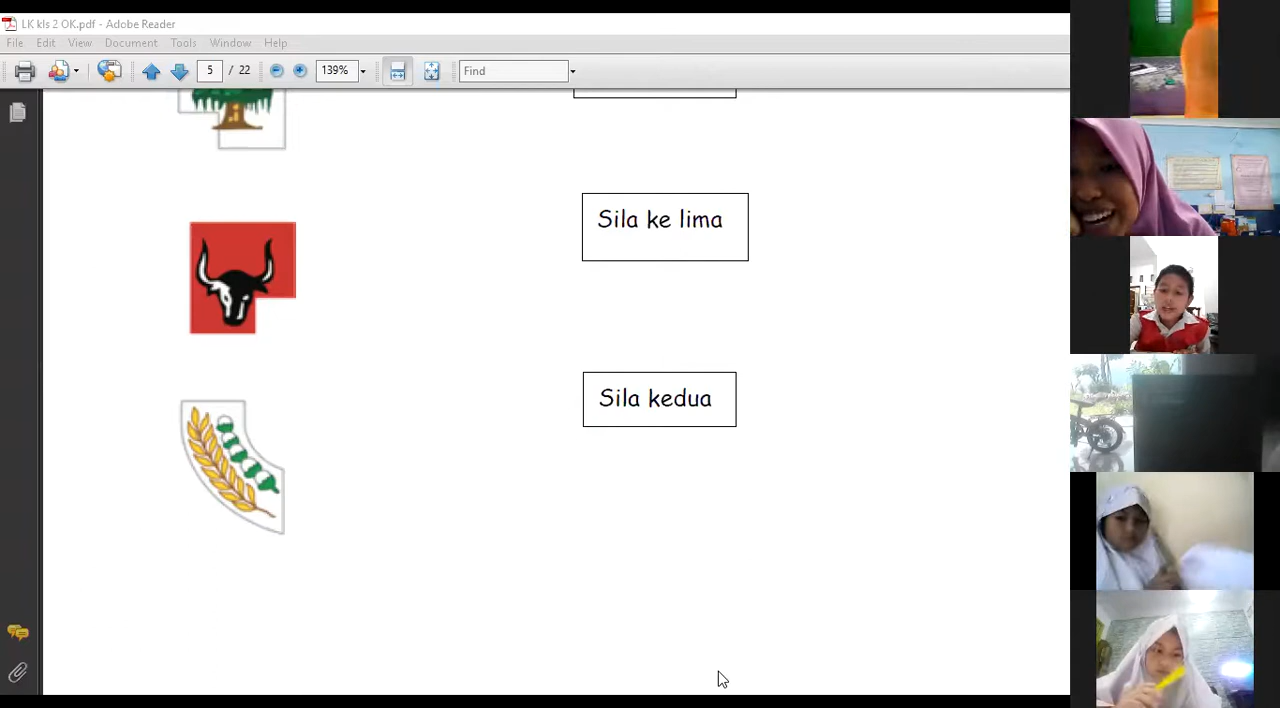 LK kls 2 OK.pdf - Adobe Reader
File Edit View Document Tools Window Help
5 / 22 139% Find
Sila ke lima
Sila kedua